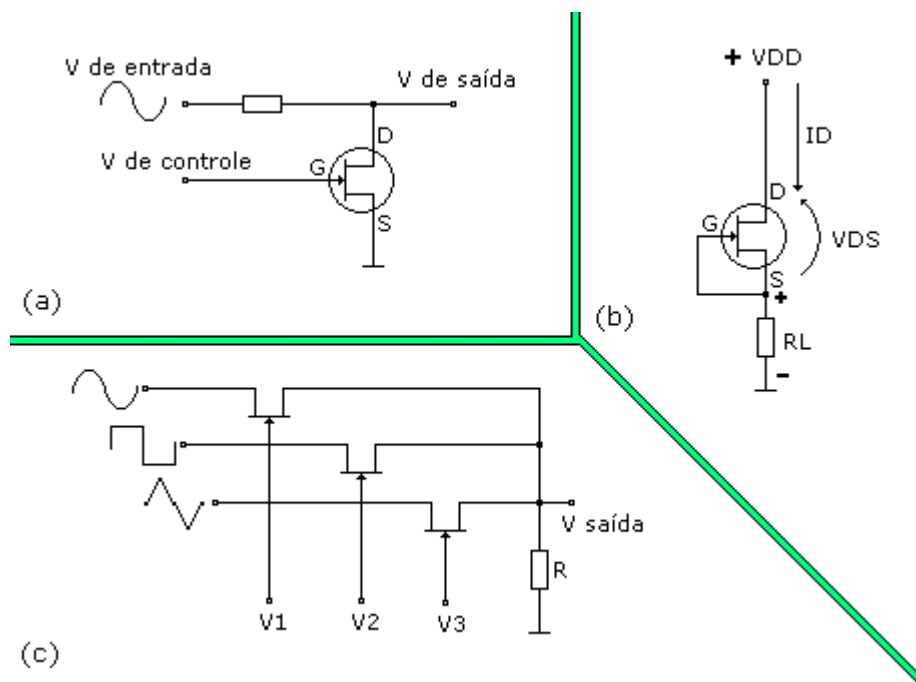 V de entrada
V de saída
D
V de controle
G
S
(a)
+ VDD
ID
D
G
VDS
S
+
(b)
RL
-
V saída
R
V1
V2
V3
(c)